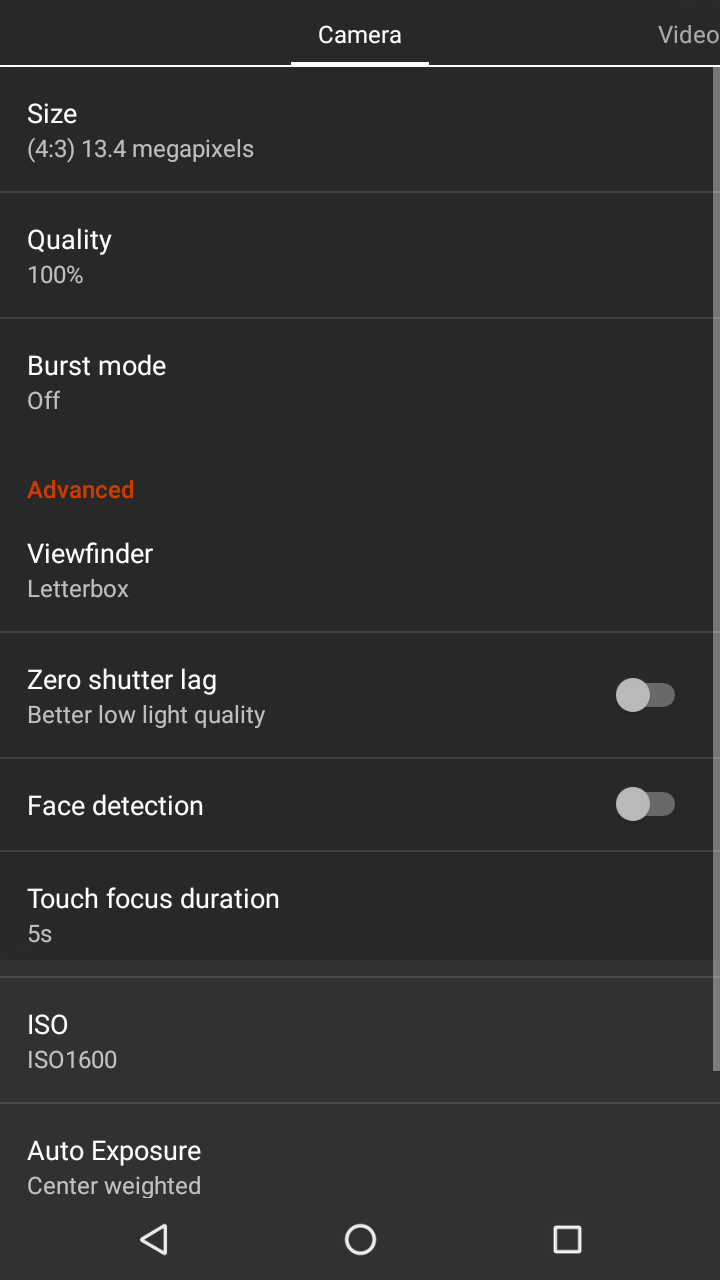 Camera
Video
Size
(4:3) 13.4 megapixels
Quality
100%
Burst mode
Off
Advanced
Viewfinder
Letterbox
Zero shutter lag
Better low light quality
Face detection
Touch focus duration
5s
ISO
ISO1600
Auto Exposure
Center weighted